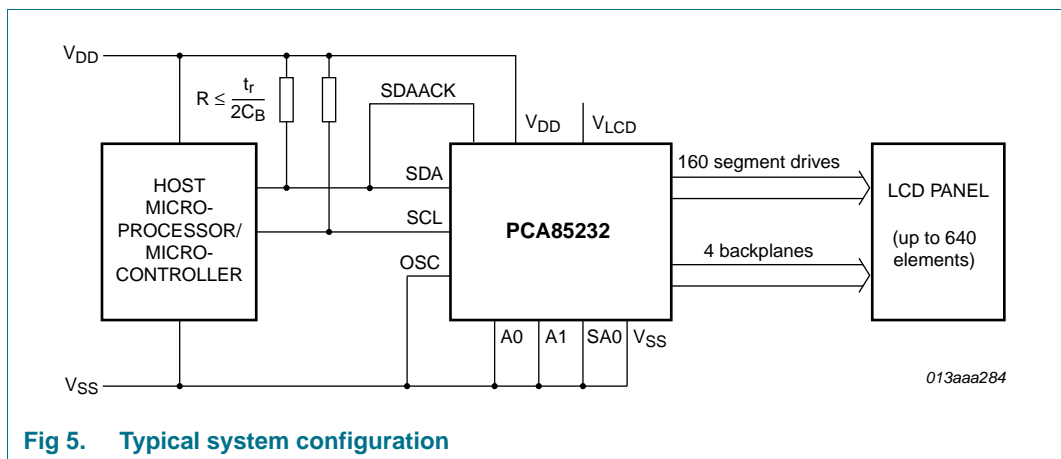 VDD
R ≤ tr
2CB
SDAACK
VDD
VLCD
HOST
MICRO-
PROCESSOR/
MICRO-
CONTROLLER
SDA
SCL
OSC
PCA85232
160 segment drives
4 backplanes
LCD PANEL
(up to 640
elements)
A0 A1 SA0 VSS
VSS
013aaa284
Fig 5. Typical system configuration